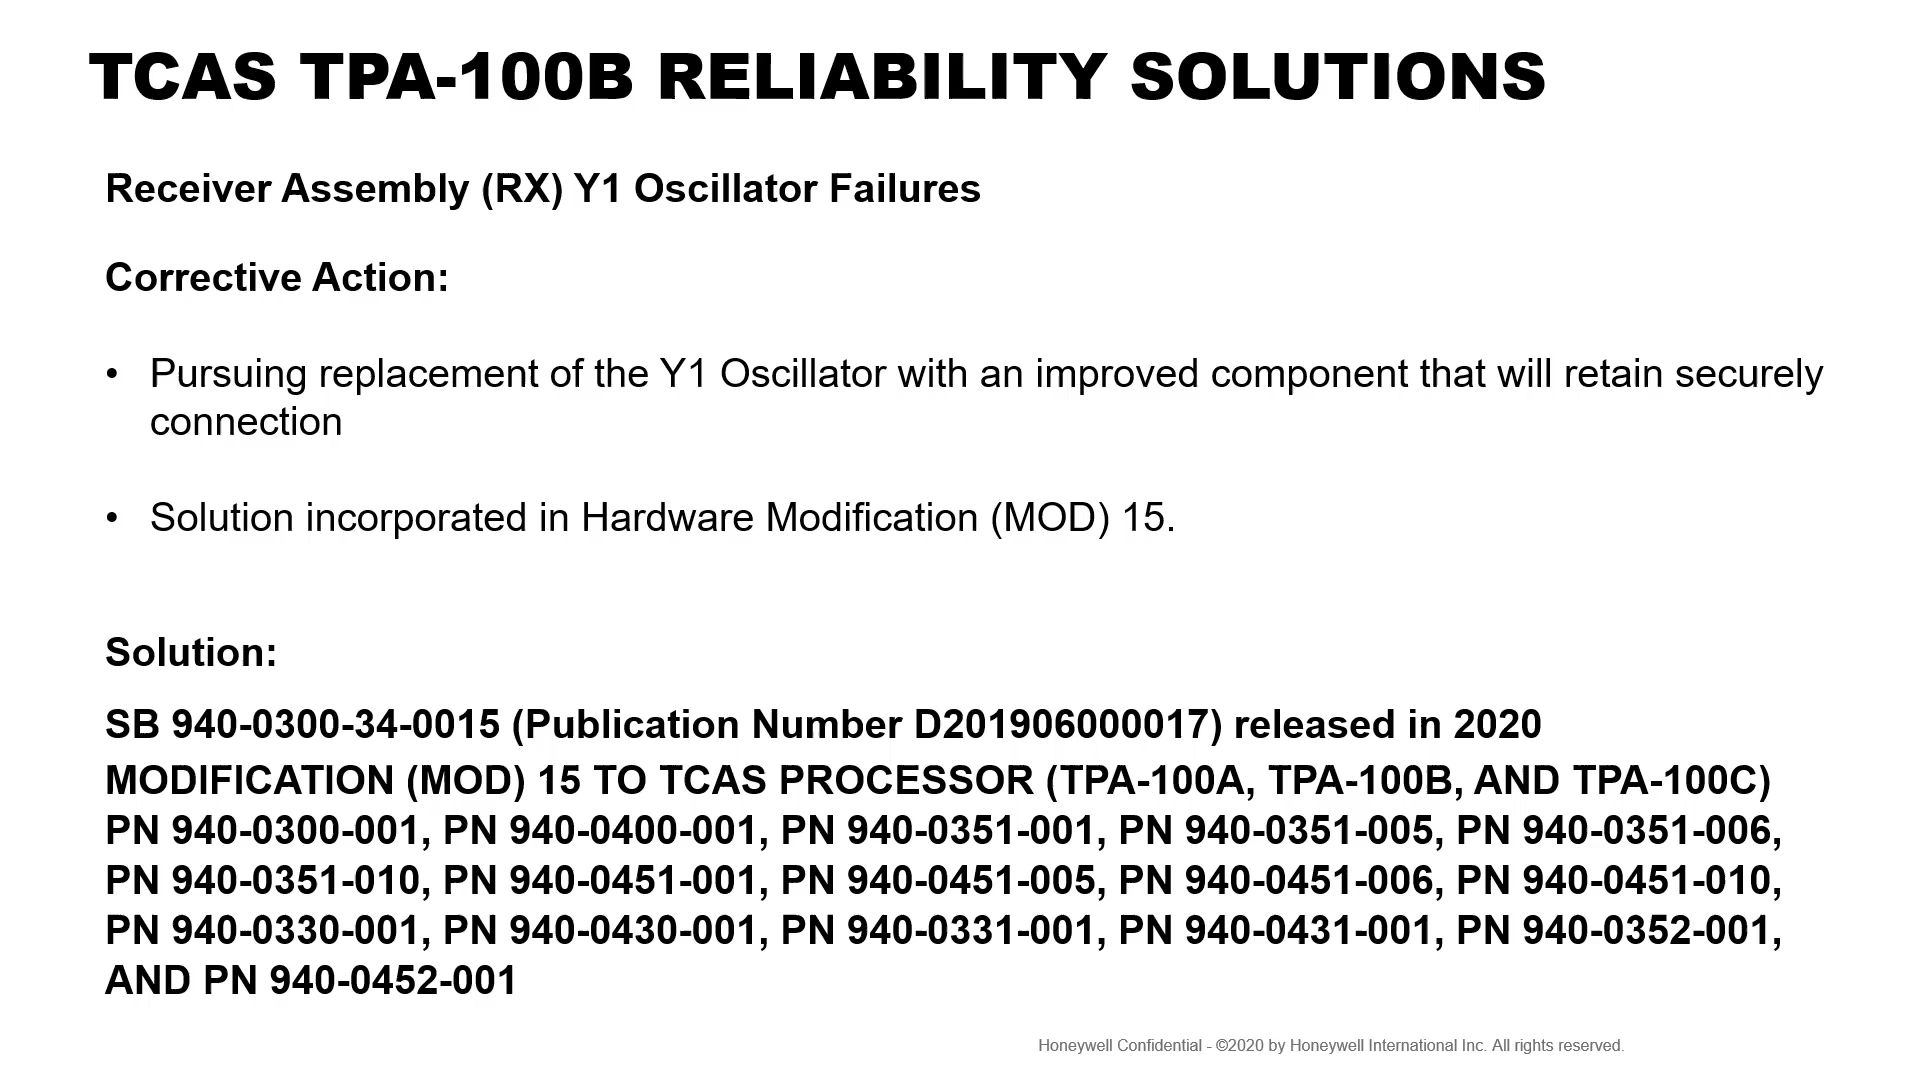 TCAS TPA-100B RELIABILITY SOLUTIONS
Receiver Assembly (RX) Y1 Oscillator Failures
Corrective Action:
• Pursuing replacement of the Y1 Oscillator with an improved component that will retain securely
connection
• Solution incorporated in Hardware Modification (MOD) 15.
Solution:
SB 940-0300-34-0015 (Publication Number D201906000017) released in 2020
MODIFICATION (MOD) 15 TO TCAS PROCESSOR (TPA-100A, TPA-100B, AND TPA-100C)
PN 940-0300-001, PN 940-0400-001, PN 940-0351-001, PN 940-0351-005, PN 940-0351-006,
PN 940-0351-010, PN 940-0451-001, PN 940-0451-005, PN 940-0451-006, PN 940-0451-010,
PN 940-0330-001, PN 940-0430-001, PN 940-0331-001, PN 940-0431-001, PN 940-0352-001,
AND PN 940-0452-001
Honeywell Confidential - ©2020 by Honeywell International Inc. All rights reserved.